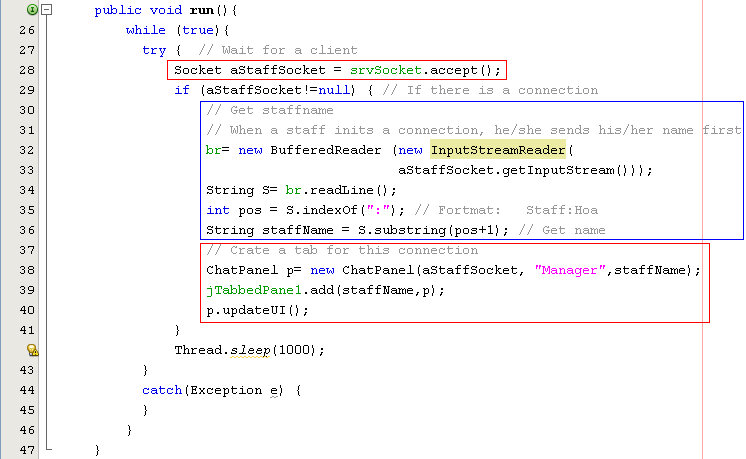 public void run(){
26 while (true){
27 try { // Wait for a client
28 Socket aStaffSocket = srvSocket.accept();
29 if (aStaffSocket!=null) { // If there is a connection
30 // Get staffname
31 // When a staff inits a connection, he/she sends his/her name first
32 br= new BufferedReader (new InputStreamReader(
33 aStaffSocket.getInputStream()));
34 String S= br.readLine();
35 int pos = S.indexOf(":"); // Fortmat: Staff:Hoa
36 String staffName = S.substring(pos+1); // Get name
37 // Crate a tab for this connection
38 ChatPanel p= new ChatPanel(aStaffSocket, "Manager",staffName);
39 jTabbedPane1.add(staffName,p);
40 p.updateUI();
41 }
Thread.sleep(1000);
43 }
44 catch(Exception e) {
45 }
46 }
47 }